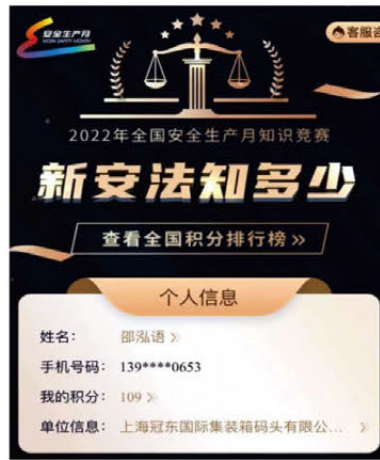 安全生产月
WORK SAFETY MONTH
客服咨
2022年全国安全生产月知识竞赛
新安法知多少
查看全国积分排行榜»
个人信息
姓名： 邵泓语 »
手机号码： 139****0653
我的积分： 109 »
单位信息： 上海冠东国际集装箱码头有限公... »